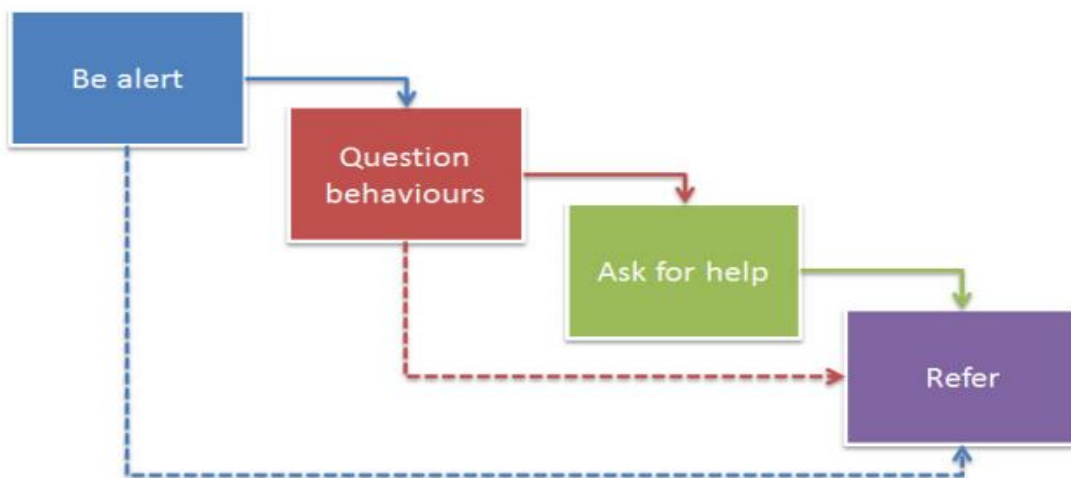 Be alert
Question
behaviours
Ask for help
Refer